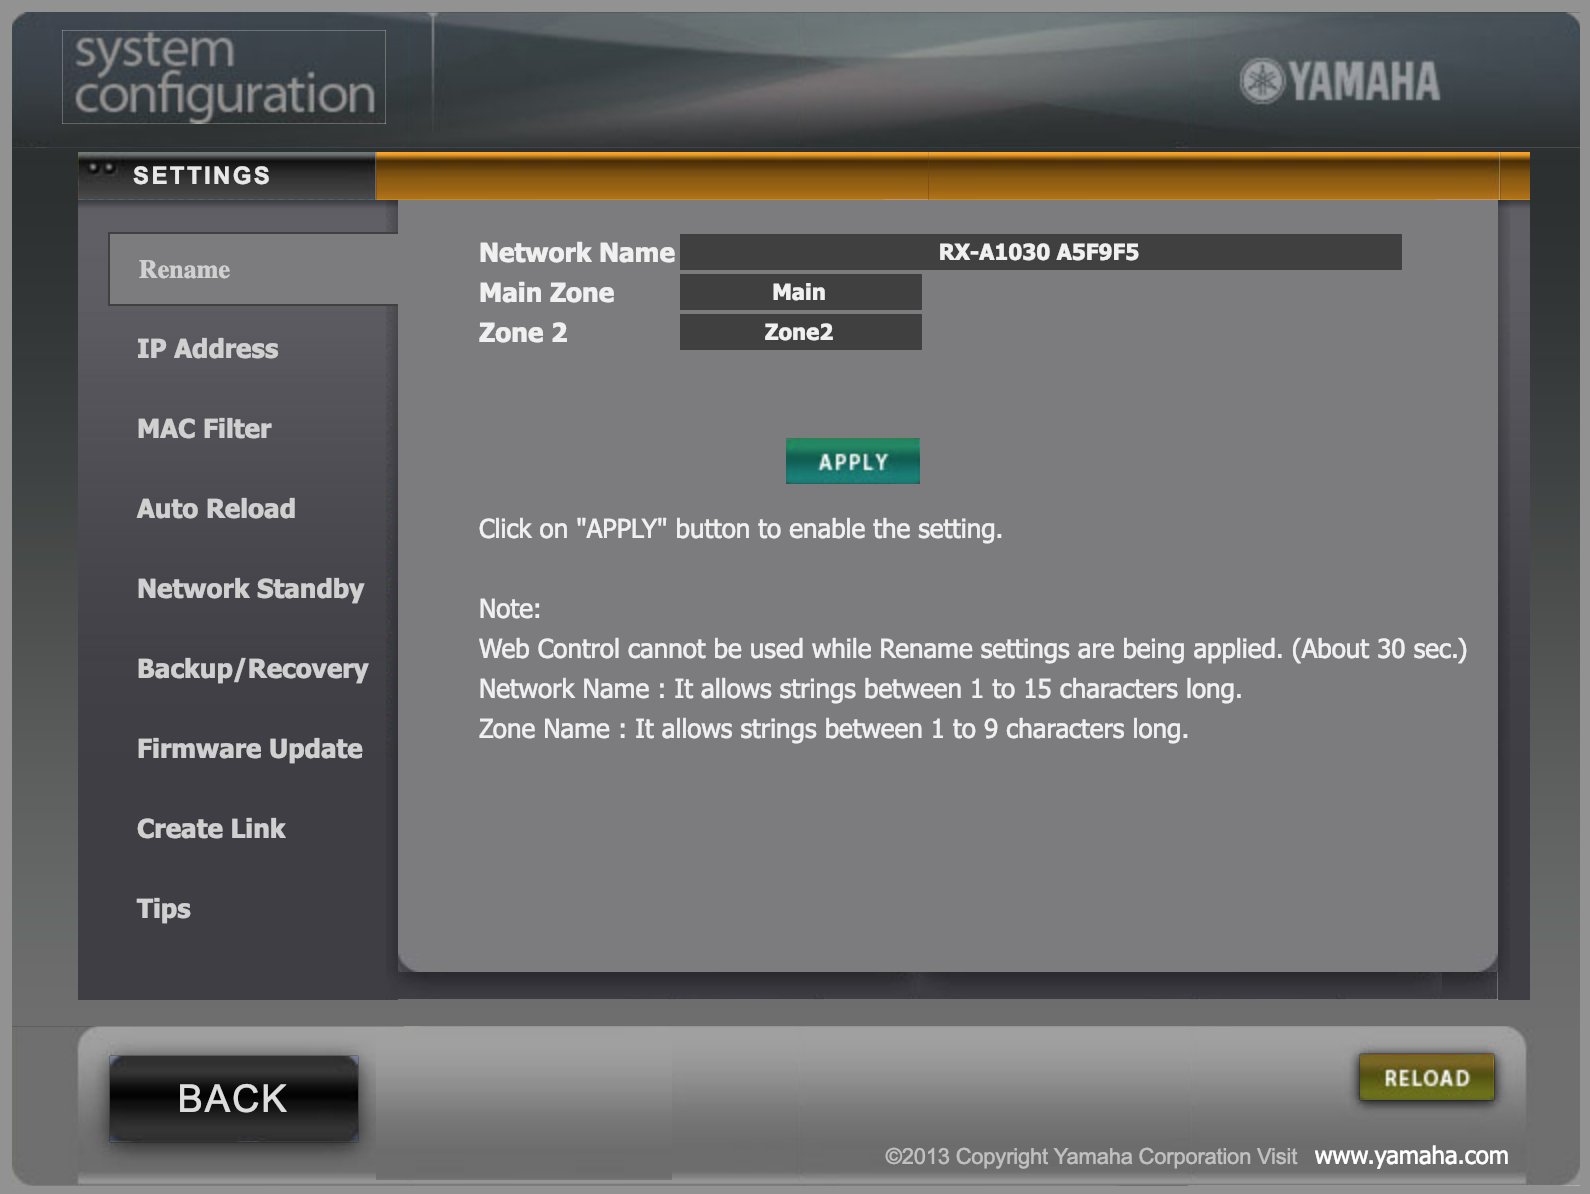 system
configuration
YAMAHA
SETTINGS
Rename
IP Address
MAC Filter
Auto Reload
Network Standby
Backup/Recovery
Firmware Update
Create Link
Tips
Network Name RX-A1030 A5F9F5
Main Zone Main
Zone 2 Zone2
APPLY
Click on "APPLY" button to enable the setting.
Note:
Web Control cannot be used while Rename settings are being applied. (About 30 sec.)
Network Name : It allows strings between 1 to 15 characters long.
Zone Name : It allows strings between 1 to 9 characters long.
BACK
RELOAD
©2013 Copyright Yamaha Corporation Visit www.yamaha.com